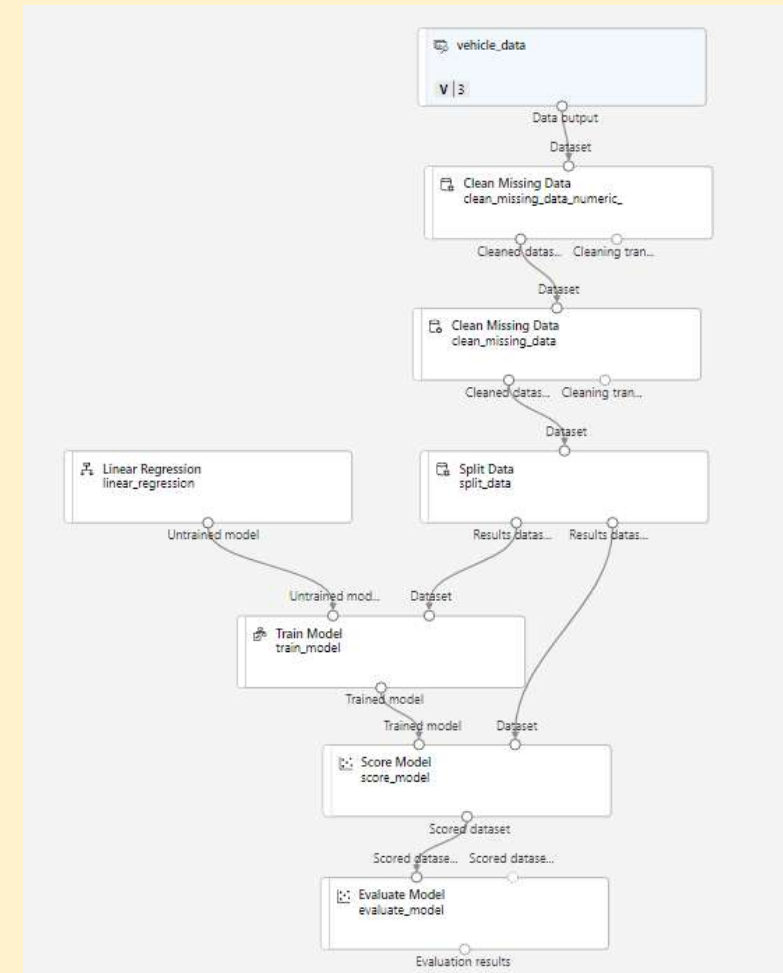 vehicle_data
V | 3
Data output
Dataset
Clean Missing Data
clean_missing_data_numeric_
Cleaned datas... Cleaning tran...
Dataset
Clean Missing Data
clean_missing_data
Cleaned datas... Cleaning tran...
Dataset
Linear Regression
linear_regression
Split Data
split_data
Untrained model
Results datas... Results datas...
Untrained mod... Dataset
Train Model
train_model
Trained model
Trained model Dataset
Score Model
score_model
Scored dataset
Scored datase... Scored datase...
Evaluate Model
evaluate_model
Evaluation results